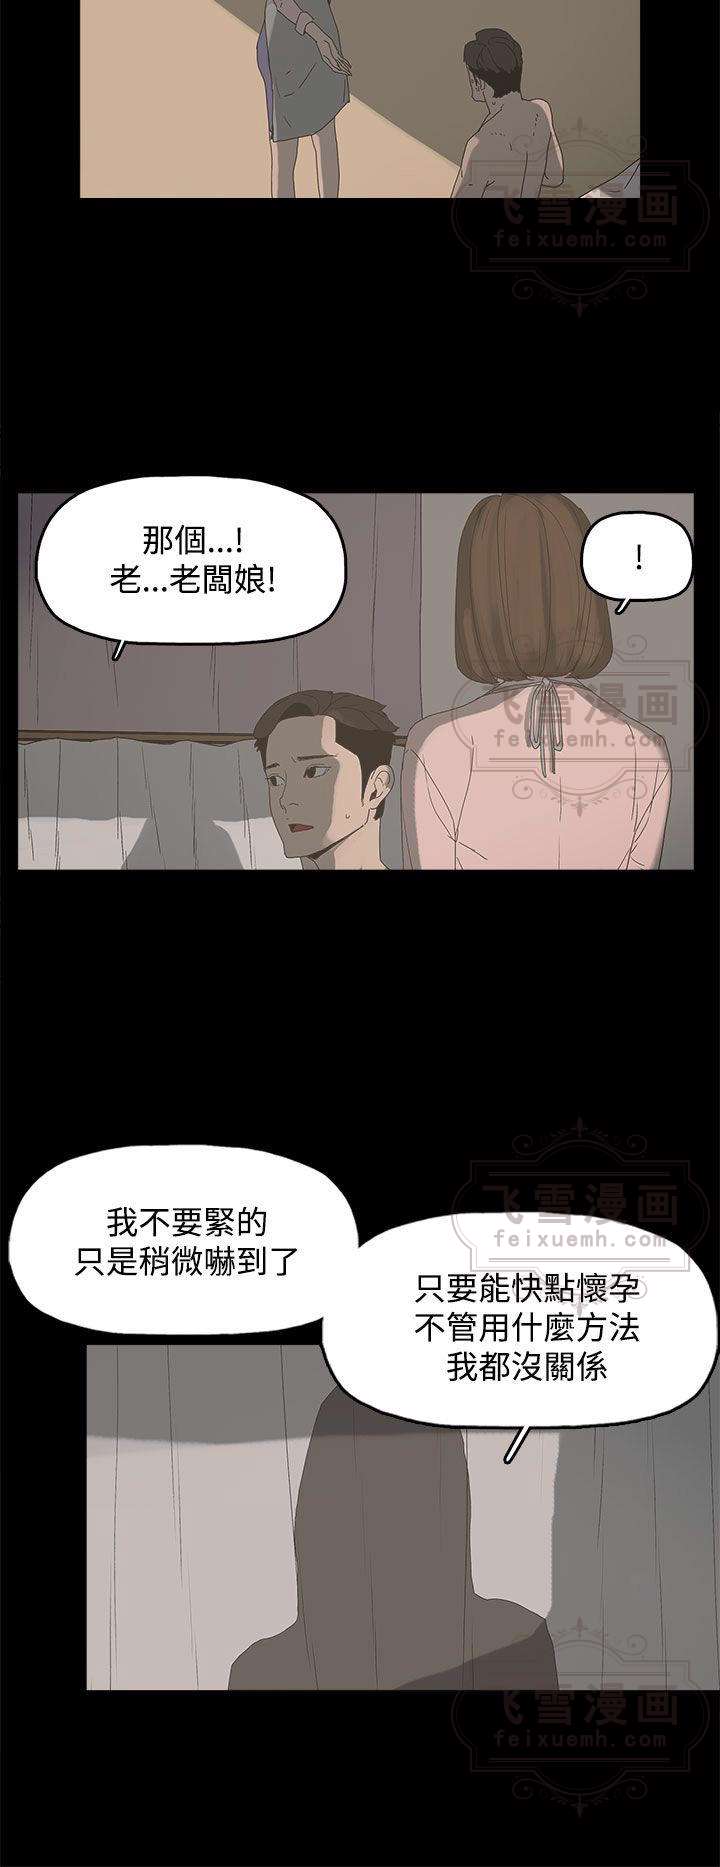 飞雪漫画
feixuemh.com
那個...!
老...老闆娘!
!
飞雪漫画
feixuemh.com
我不要緊的
只是稍微嚇到了
飞雪漫画
feixuemh.com
只要能快點懷孕
不管用什麼方法
我都沒關係
飞雪漫画
feixuemh.com